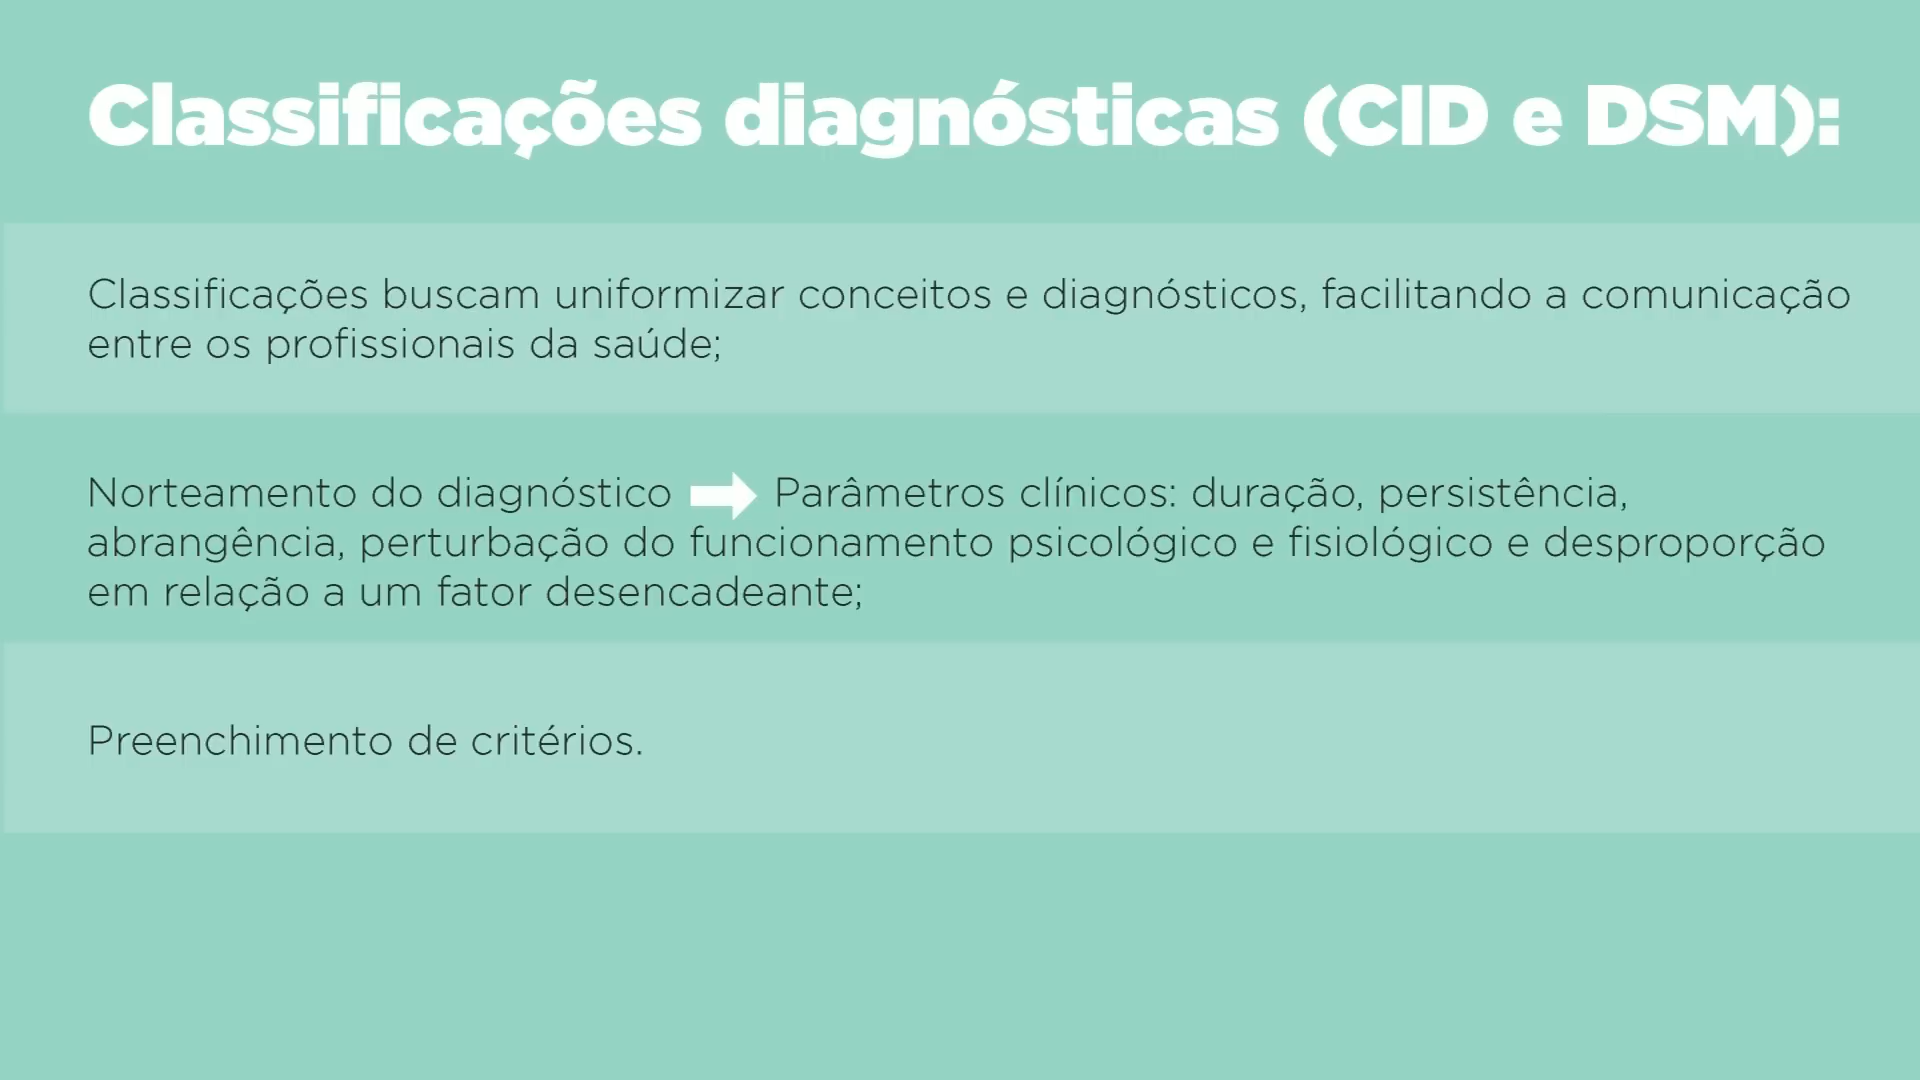 Classificações diagnósticas (CID e DSM):
Classificações buscam uniformizar conceitos e diagnósticos, facilitando a comunicação
entre os profissionais da saúde;
Norteamento do diagnóstico ➡ Parâmetros clínicos: duração, persistência,
abrangência, perturbação do funcionamento psicológico e fisiológico e desproporção
em relação a um fator desencadeante;
Preenchimento de critérios.